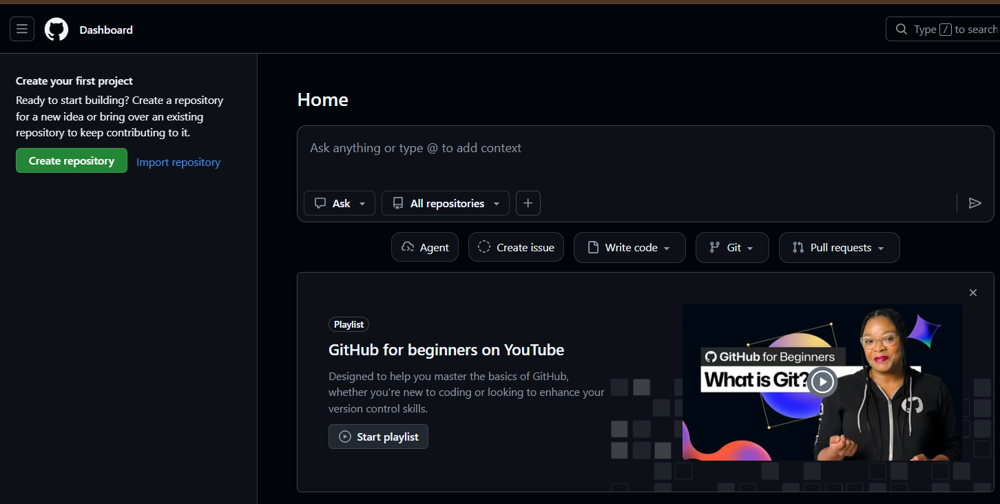 Dashboard
Type / to search
Create your first project
Ready to start building? Create a repository
for a new idea or bring over an existing
repository to keep contributing to it.
Create repository
Import repository
Home
Ask anything or type @ to add context
Ask
All repositories
Agent
Create issue
Write code
Git
Pull requests
Playlist
GitHub for beginners on YouTube
Designed to help you master the basics of GitHub,
whether you're new to coding or looking to enhance your
version control skills.
Start playlist
GitHub for Beginners
What is Git?